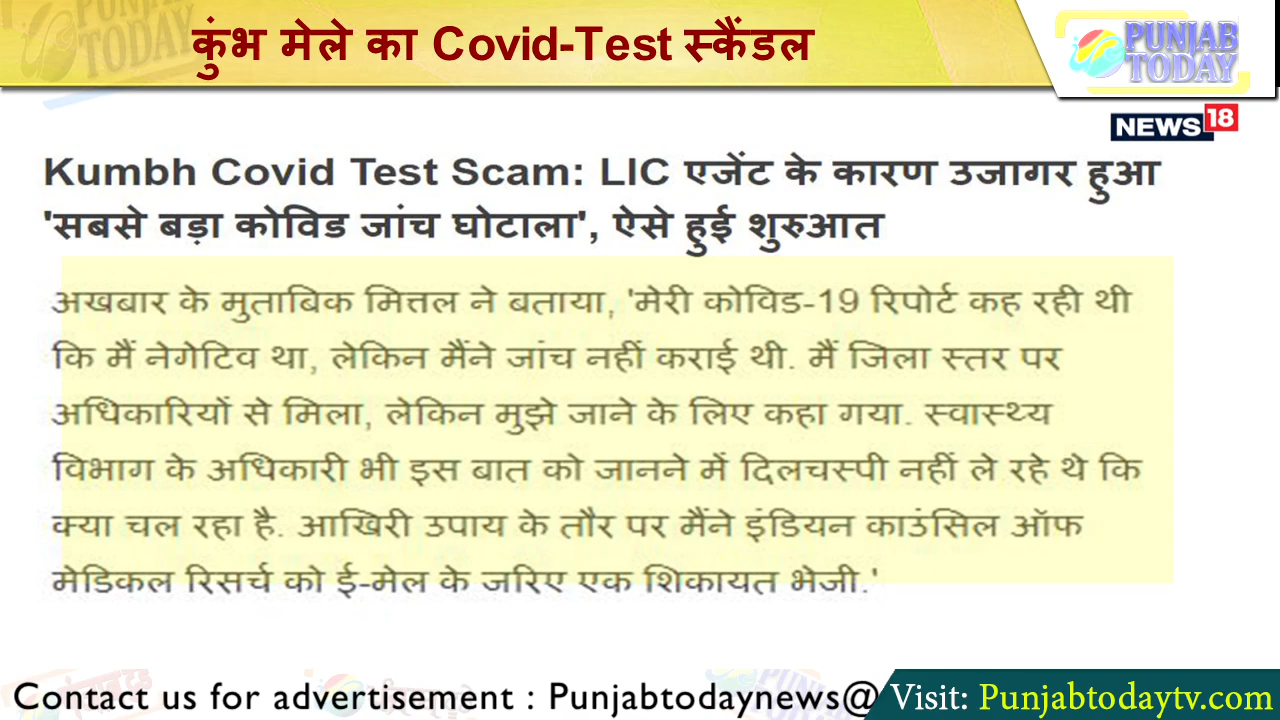 कुंभ मेले का Covid-Test स्कैंडल
PUNJAB
TODAY
NEWS 18
Kumbh Covid Test Scam: LIC एजेंट के कारण उजागर हुआ
'सबसे बड़ा कोविड जांच घोटाला', ऐसे हुई शुरुआत
अखबार के मुताबिक मित्तल ने बताया, 'मेरी कोविड-19 रिपोर्ट कह रही थी
कि मैं नेगेटिव था, लेकिन मैंने जांच नहीं कराई थी. मैं जिला स्तर पर
अधिकारियों से मिला, लेकिन मुझे जाने के लिए कहा गया. स्वास्थ्य
विभाग के अधिकारी भी इस बात को जानने में दिलचस्पी नहीं ले रहे थे कि
क्या चल रहा है. आखिरी उपाय के तौर पर मैंने इंडियन काउंसिल ऑफ
मेडिकल रिसर्च को ई-मेल के जरिए एक शिकायत भेजी.'
Contact us for advertisement : Punjabtodaynews@
Visit: Punjabtodaytv.com